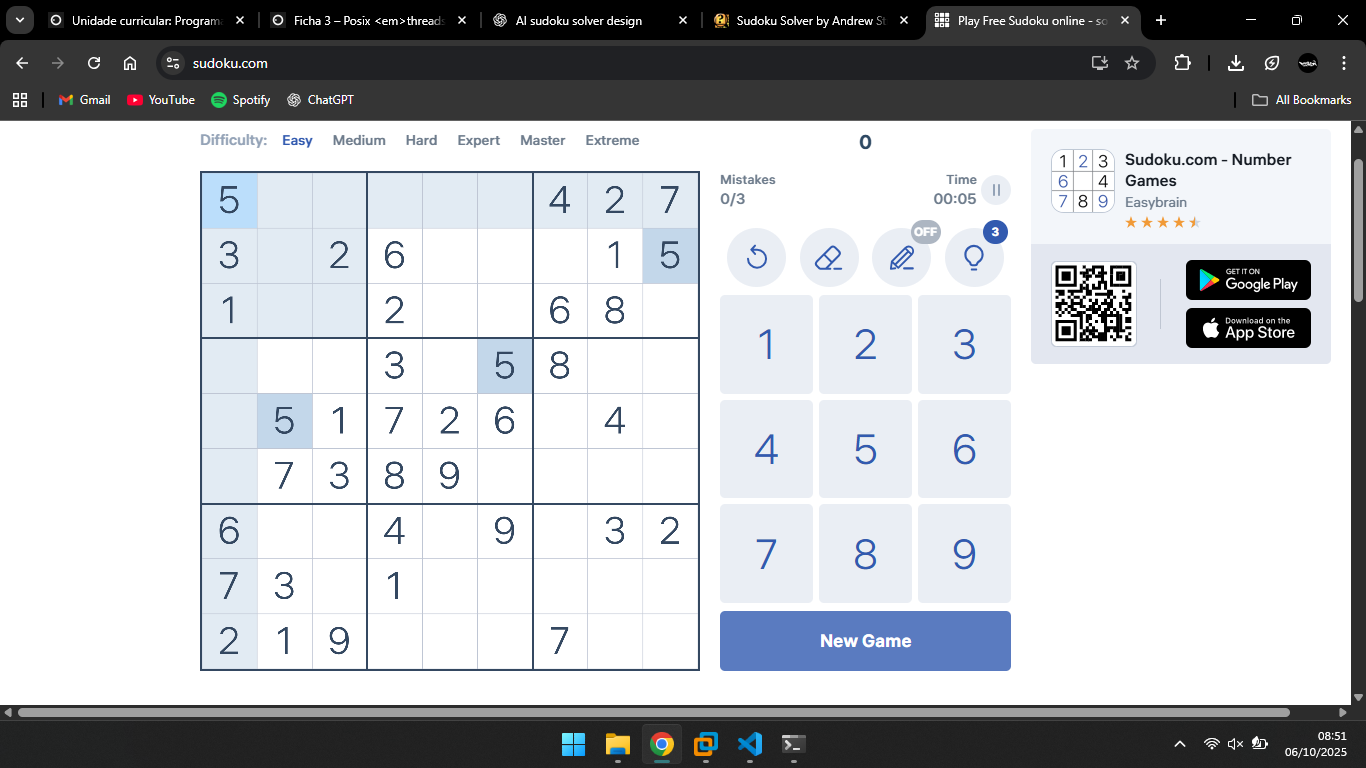 Unidade curricular: Programa
Ficha 3 – Posix <em>threads
AI sudoku solver design
Sudoku Solver by Andrew St
Play Free Sudoku online - so
sudoku.com
Gmail
YouTube
Spotify
ChatGPT
All Bookmarks
Difficulty: Easy Medium Hard Expert Master Extreme
0
Mistakes
0/3
Time
00:05
OFF
3
5 4 2 7
3 2 6 1 5
1 2 6 8
3 5 8
5 1 7 2 6 4
7 3 8 9
6 4 9 3 2
7 3 1
2 1 9 7
1 2 3
4 5 6
7 8 9
New Game
1 2 3
6 4
7 8 9
Sudoku.com - Number
Games
Easybrain
GET IT ON
Google Play
Download on the
App Store
08:51
06/10/2025